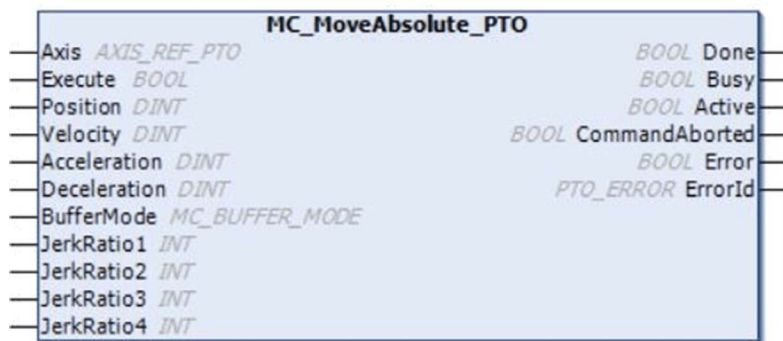 MC_MoveAbsolute_PTO
Axis AXIS_REF_PTO BOOL Done
Execute BOOL BOOL Busy
Position DINT BOOL Active
Velocity DINT BOOL CommandAborted
Acceleration DINT BOOL Error
Deceleration DINT PTO_ERROR ErrorId
BufferMode MC_BUFFER_MODE
JerkRatio1 INT
JerkRatio2 INT
JerkRatio3 INT
JerkRatio4 INT